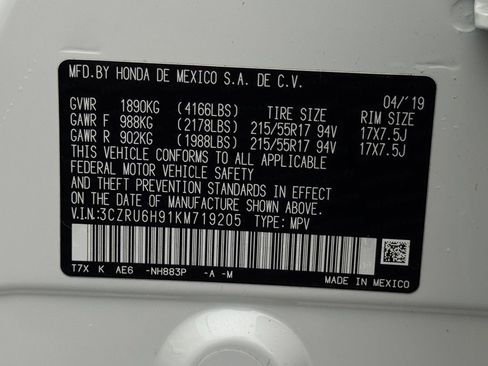 MFD.BY HONDA DE MEXICO S.A. DE C.V.
04/'19
GVWR 1890KG (4166LBS) TIRE SIZE RIM SIZE
GAWR F 988KG (2178LBS) 215/55R17 94V 17X7.5J
GAWR R 902KG (1988LBS) 215/55R17 94V 17X7.5J
THIS VEHICLE CONFORMS TO ALL APPLICABLE
FEDERAL MOTOR VEHICLE SAFETY
AND THEFT PREVENTION STANDARDS IN EFFECT
ON THE DATE OF MANUFACTURE SHOWN ABOVE.
V.I.N:3CZRU6H91KM719205 TYPE: MPV
T7X K AE6 -NH883P -A -M
MADE IN MEXICO